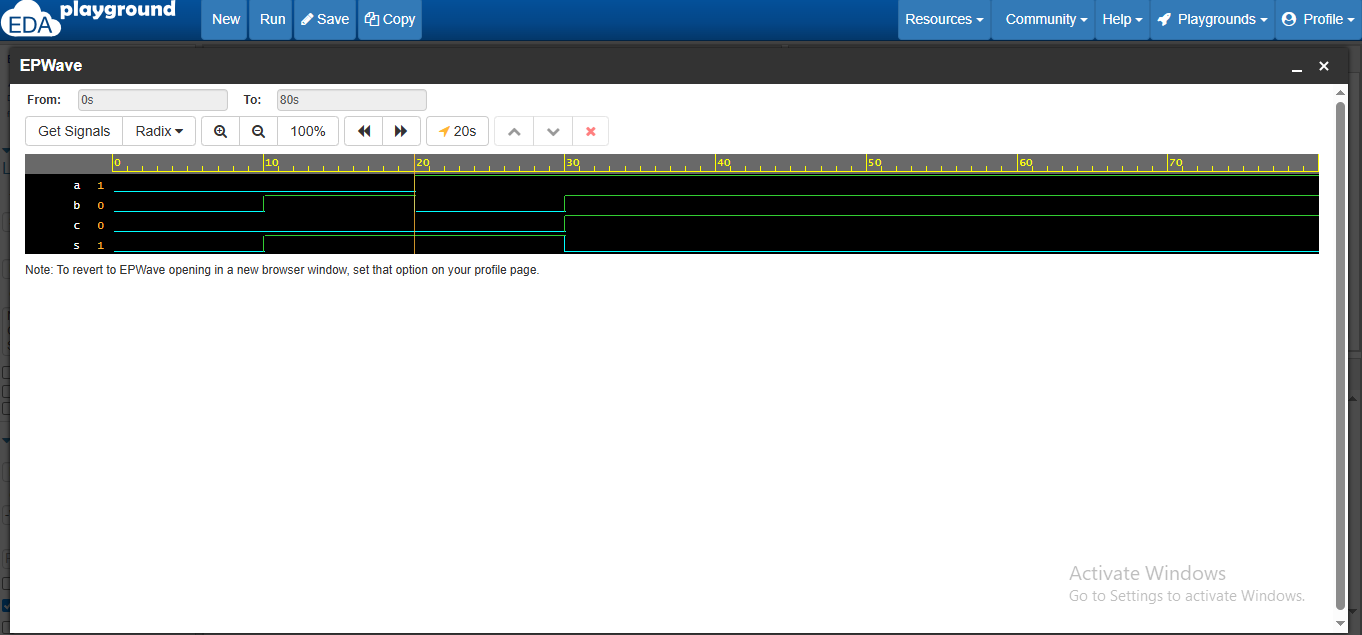 EDA playground New Run Save Copy Resources Community Help Playgrounds Profile
EPWave
From: 0s To: 80s
Get Signals Radix 100% 20s
0 10 20 30 40 50 60 70
a 1
b 0
c 0
s 1
Note: To revert to EPWave opening in a new browser window, set that option on your profile page.
Activate Windows
Go to Settings to activate Windows.